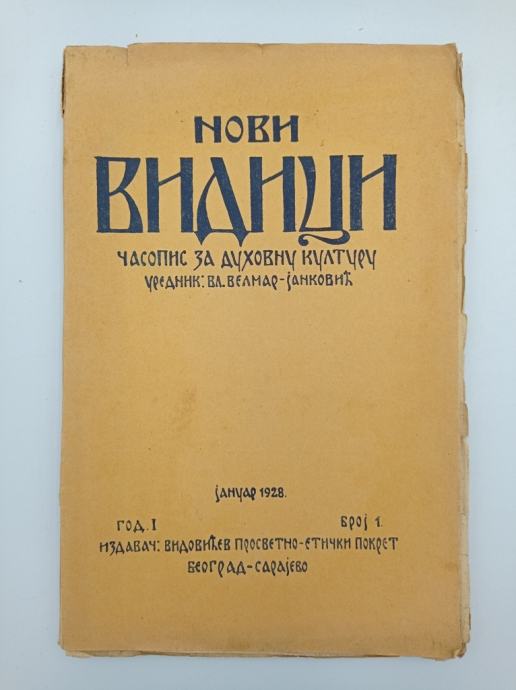 НОВИ
ВИДИЦИ
ЧАСОПИС ЗА ДУХОВНУ КУЛТУРУ
УРЕДНИК: ВЛ. ВЕЛМАР-ЈАНКОВИЋ
ЈАНУАР 1928.
ГОД. I БРОЈ 1.
ИЗДАВАЧ: ВИДОВИЋЕВ ПРОСВЕТНО-ЕТИЧКИ ПОКРЕТ
БЕОГРАД-САРАЈЕВО